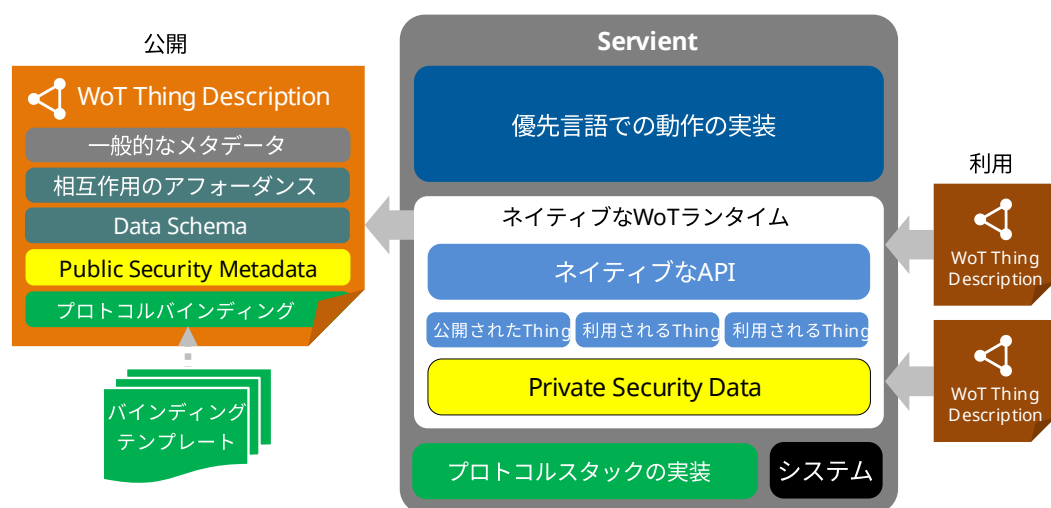 公開
WoT Thing Description
一般的なメタデータ
相互作用のアフォーダンス
Data Schema
Public Security Metadata
プロトコルバインディング
バインディング
テンプレート
Servient
優先言語での動作の実装
ネイティブなWoTランタイム
ネイティブなAPI
公開されたThing
利用されるThing
利用されるThing
Private Security Data
プロトコルスタックの実装
システム
利用
WoT Thing
Description
WoT Thing
Description